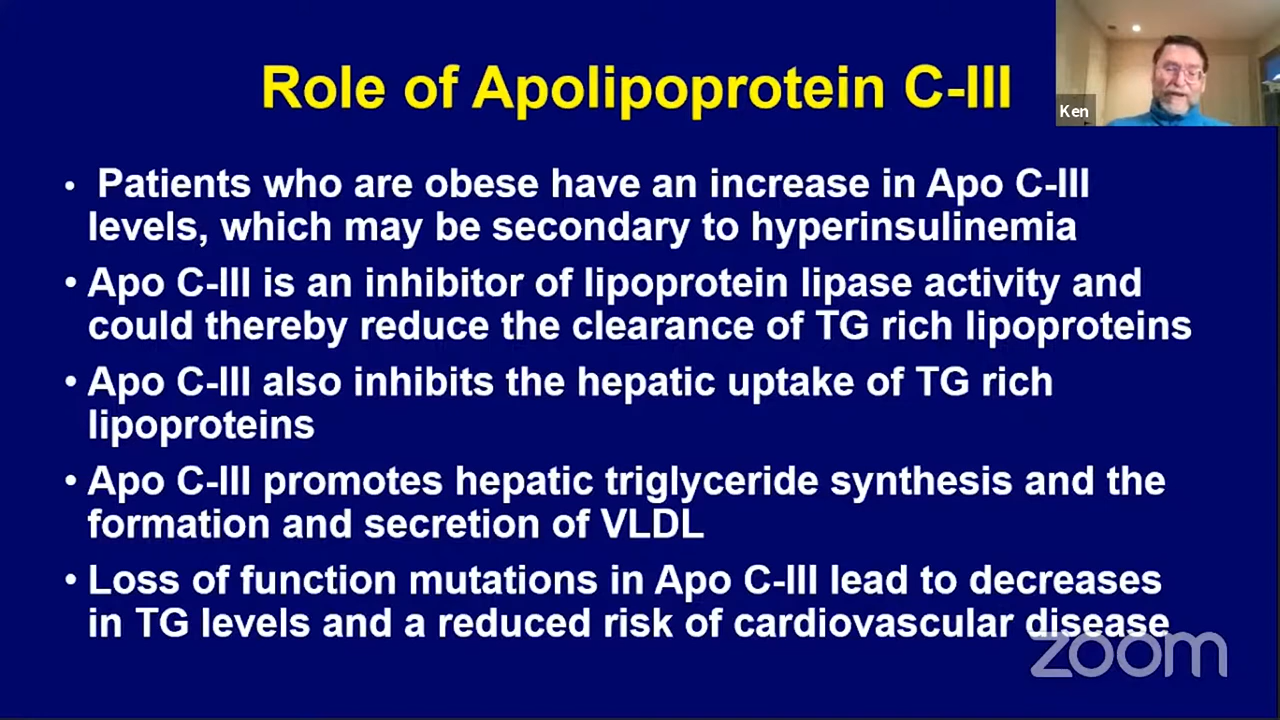 Role of Apolipoprotein C-III
Ken
• Patients who are obese have an increase in Apo C-III
levels, which may be secondary to hyperinsulinemia
• Apo C-III is an inhibitor of lipoprotein lipase activity and
could thereby reduce the clearance of TG rich lipoproteins
• Apo C-III also inhibits the hepatic uptake of TG rich
lipoproteins
• Apo C-III promotes hepatic triglyceride synthesis and the
formation and secretion of VLDL
• Loss of function mutations in Apo C-III lead to decreases
in TG levels and a reduced risk of cardiovascular disease
zoom